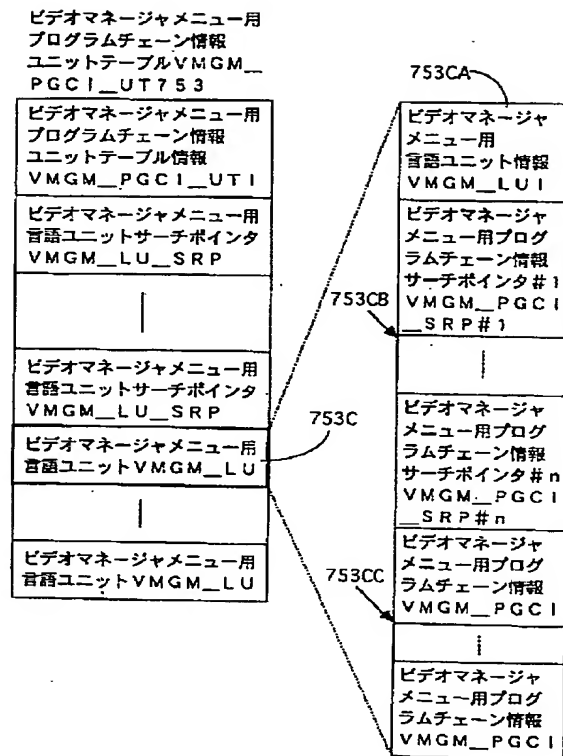 ビデオマネージャメニュー用
プログラムチェーン情報
ユニットテーブルVMGM__
PGCI__UT753
ビデオマネージャメニュー用
プログラムチェーン情報
ユニットテーブル情報
VMGM__PGCI__UTI
ビデオマネージャメニュー用
言語ユニットサーチポインタ
VMGM__LU__SRP
ビデオマネージャメニュー用
言語ユニットサーチポインタ
VMGM__LU__SRP
ビデオマネージャメニュー用
言語ユニットVMGM__LU
ビデオマネージャメニュー用
言語ユニットVMGM__LU
753C
753CA
ビデオマネージャ
メニュー用
言語ユニット情報
VMGM__LUI
ビデオマネージャ
メニュー用プログ
ラムチェーン情報
サーチポインタ#1
VMGM__PGCI
__SRP#1
753CB
ビデオマネージャ
メニュー用プログ
ラムチェーン情報
サーチポインタ#n
VMGM__PGCI
__SRP#n
ビデオマネージャ
メニュー用プログ
ラムチェーン情報
VMGM__PGCI
753CC
ビデオマネージャ
メニュー用プログ
ラムチェーン情報
VMGM__PGCI